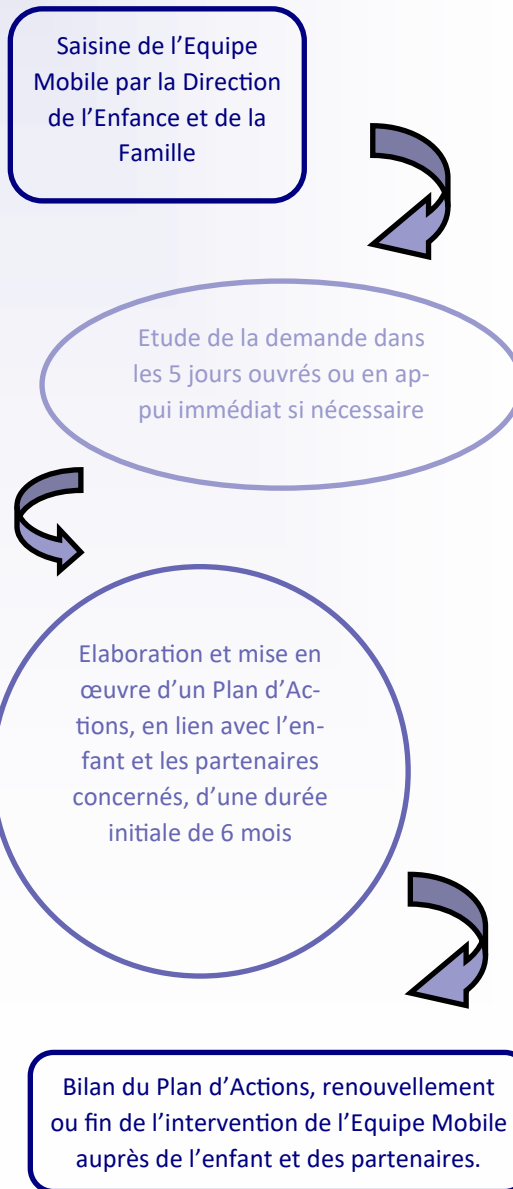 Saisine de l’Equipe
Mobile par la Direction
de l’Enfance et de la
Famille
Etude de la demande dans
les 5 jours ouvrés ou en ap-
pui immédiat si nécessaire
Elaboration et mise en
œuvre d’un Plan d’Ac-
tions, en lien avec l’en-
fant et les partenaires
concernés, d’une durée
initiale de 6 mois
Bilan du Plan d’Actions, renouvellement
ou fin de l’intervention de l’Equipe Mobile
auprès de l’enfant et des partenaires.